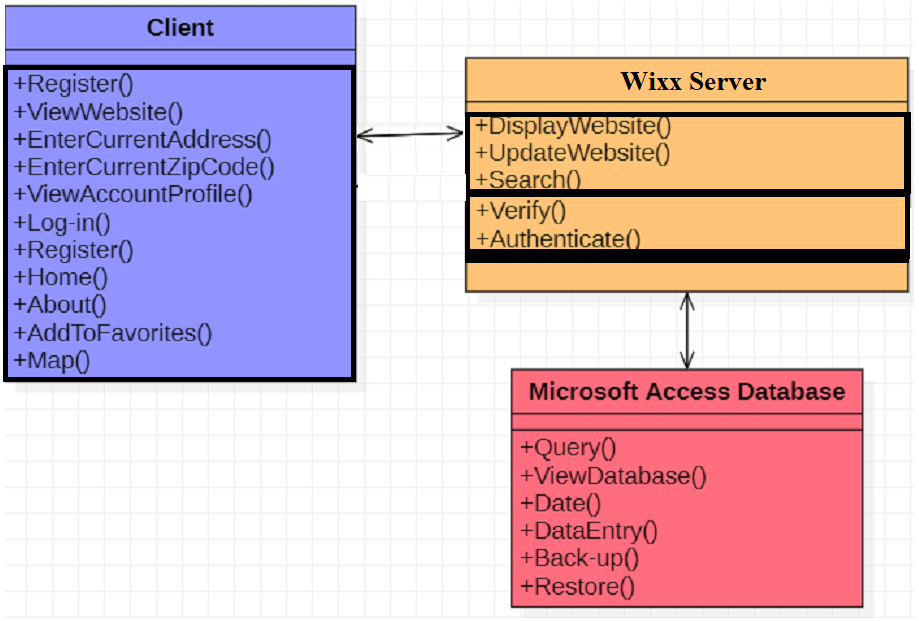 Client
+Register()
+ViewWebsite()
+EnterCurrentAddress()
+EnterCurrentZipCode()
+ViewAccountProfile()
+Log-in()
+Register()
+Home()
+About()
+AddToFavorites()
+Map()
Wixx Server
+DisplayWebsite()
+UpdateWebsite()
+Search()
+Verify()
+Authenticate()
Microsoft Access Database
+Query()
+ViewDatabase()
+Date()
+DataEntry()
+Back-up()
+Restore()